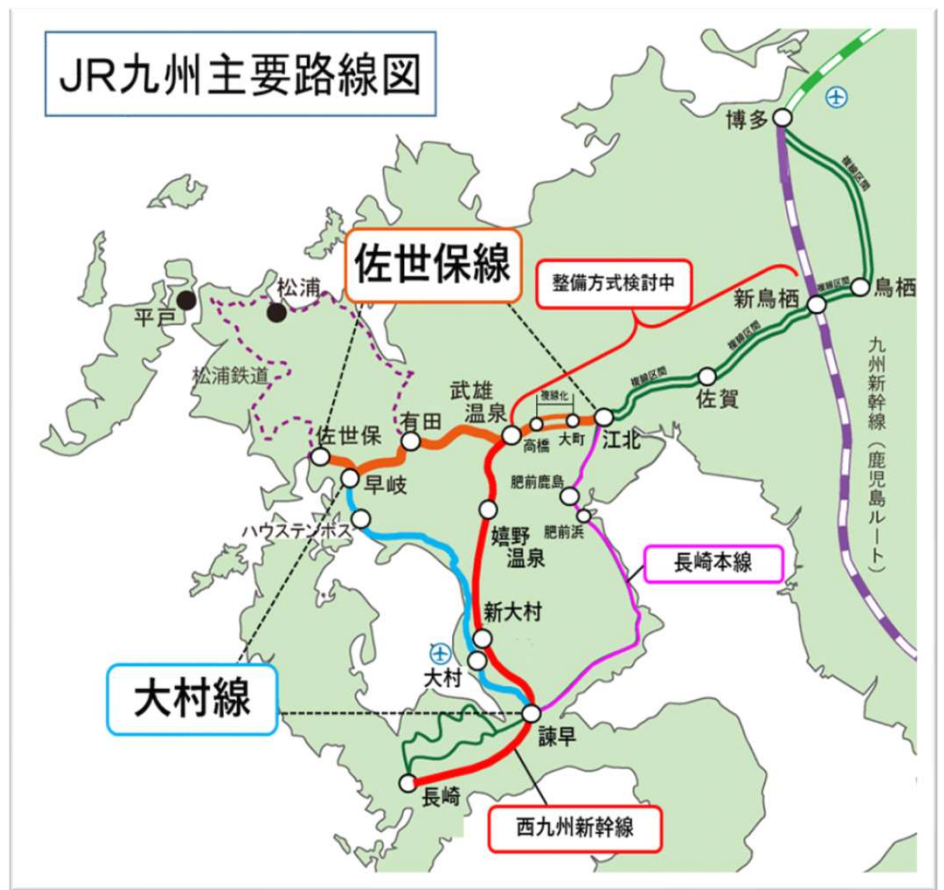 JR九州主要路線図
博多
複線区間
佐世保線
整備方式検討中
松浦
平戸
新鳥栖
複線区間
鳥栖
複線区間
松浦鉄道
九州新幹線(鹿児島ルート)
複線区間
武雄
温泉
複線化
佐賀
有田
高橋
大町
江北
佐世保
早岐
肥前鹿島
ハウステンボス
嬉野
温泉
肥前浜
長崎本線
新大村
大村
大村線
諫早
長崎
西九州新幹線